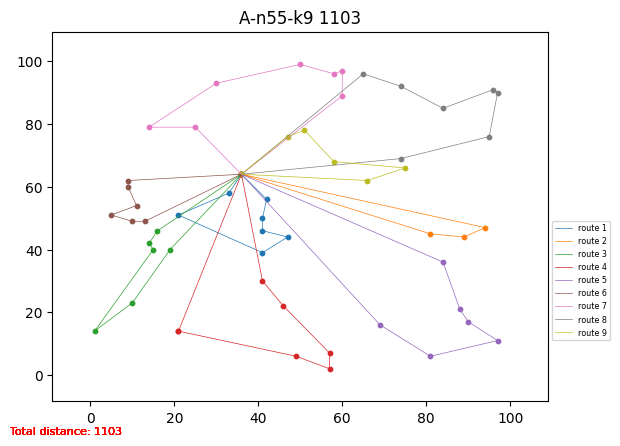 A-n55-k9 1103
100
80
60
40
20
0
0 20 40 60 80 100
route 1
route 2
route 3
route 4
route 5
route 6
route 7
route 8
route 9
Total distance: 1103